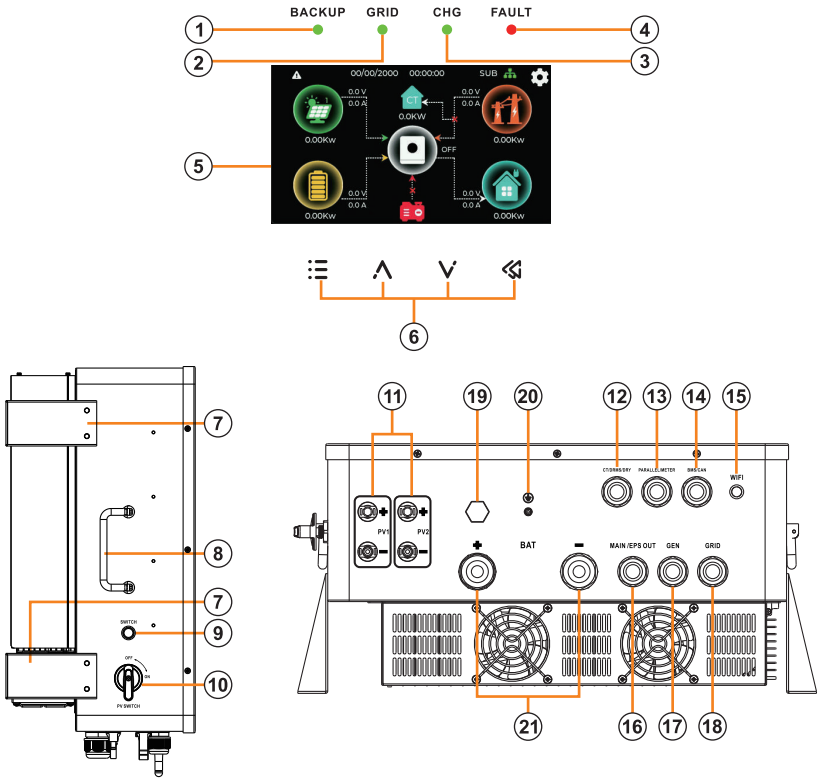 BACKUP GRID CHG FAULT
1
4
2
3
00/00/2000 00:00:00 SUB
0.0 V
0.0 A
CT
0.0KW
0.0 V
0.0 A
0.00Kw
0.00Kw
OFF
5
0.0 V
0.0 A
0.0 V
0.0 A
0.00Kw
0.00Kw
6
7
8
7
SWITCH
9
OFF
ON
10
PV SWITCH
11 19 20 12 13 14 15
CT/DRMS/DRY PARALLEL/METER BMS/CAN
WIFI
+ +
PV1 PV2
- -
+ BAT - MAIN /EPS OUT GEN GRID
21 16 17 18